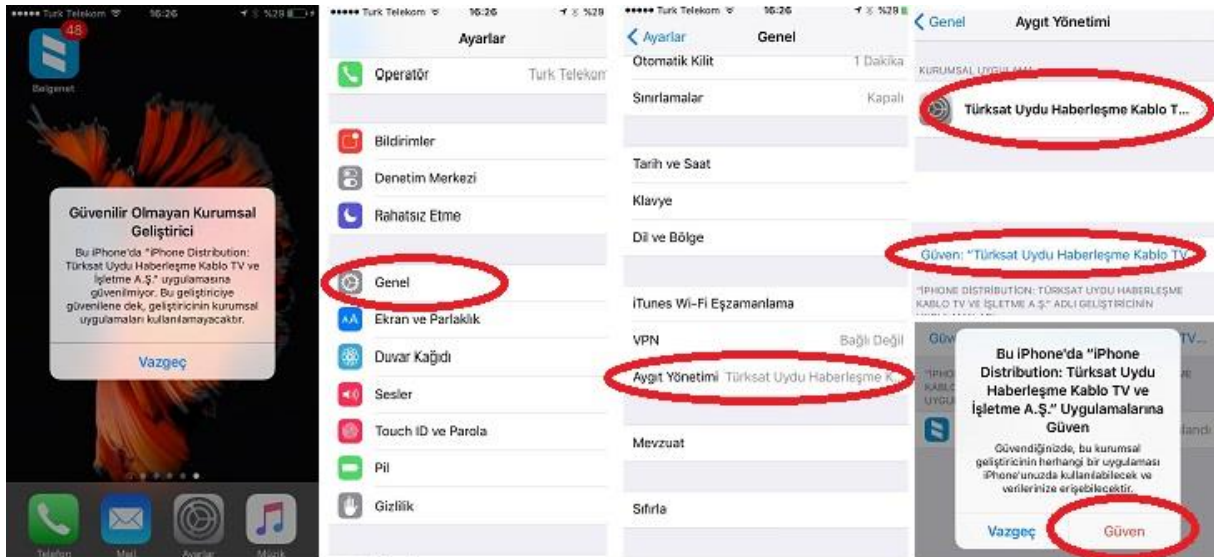 Turk Telekom 16:26 %29
48
Belgenet
Güvenilir Olmayan Kurumsal
Geliştirici
Bu iPhone'da "iPhone Distribution:
Türksat Uydu Haberleşme Kablo TV ve
İşletme A.Ş." uygulamasına
güvenilmiyor. Bu geliştiriciye
güvenilene dek, geliştiricinin kurumsal
uygulamaları kullanılamayacaktır.
Vazgeç
Telefon Mail Ayarlar Müzik
Turk Telekom 16:26 %29
Ayarlar
Operatör Turk Telekom
Bildirimler
Denetim Merkezi
Rahatsız Etme
Genel
Ekran ve Parlaklık
Duvar Kağıdı
Sesler
Touch ID ve Parola
Pil
Gizlilik
Turk Telekom 16:26 %29
Ayarlar Genel
Otomatik Kilit 1 Dakika
Sınırlamalar Kapalı
Tarih ve Saat
Klavye
Dil ve Bölge
iTunes Wi-Fi Eşzamanlama
VPN Bağlı Değil
Aygıt Yönetimi Türksat Uydu Haberleşme K...
Mevzuat
Sıfırla
Genel Aygıt Yönetimi
KURUMSAL
Türksat Uydu Haberleşme Kablo T...
Güven: "Türksat Uydu Haberleşme Kablo TV...
"IPHONE DISTRIBUTION: TÜRKSAT UYDU HABERLEŞME
KABLO TV VE İŞLETME A.Ş." ADLI GELİŞTİRİCİNİN
Bu iPhone'da "iPhone
Distribution: Türksat Uydu
Haberleşme Kablo TV ve
İşletme A.Ş." Uygulamalarına
Güven
Güvendiğinizde, bu kurumsal
geliştiricinin herhangi bir uygulaması
iPhone'unuzda kullanılabilecek ve
verilerinize erişebilecektir.
Vazgeç Güven